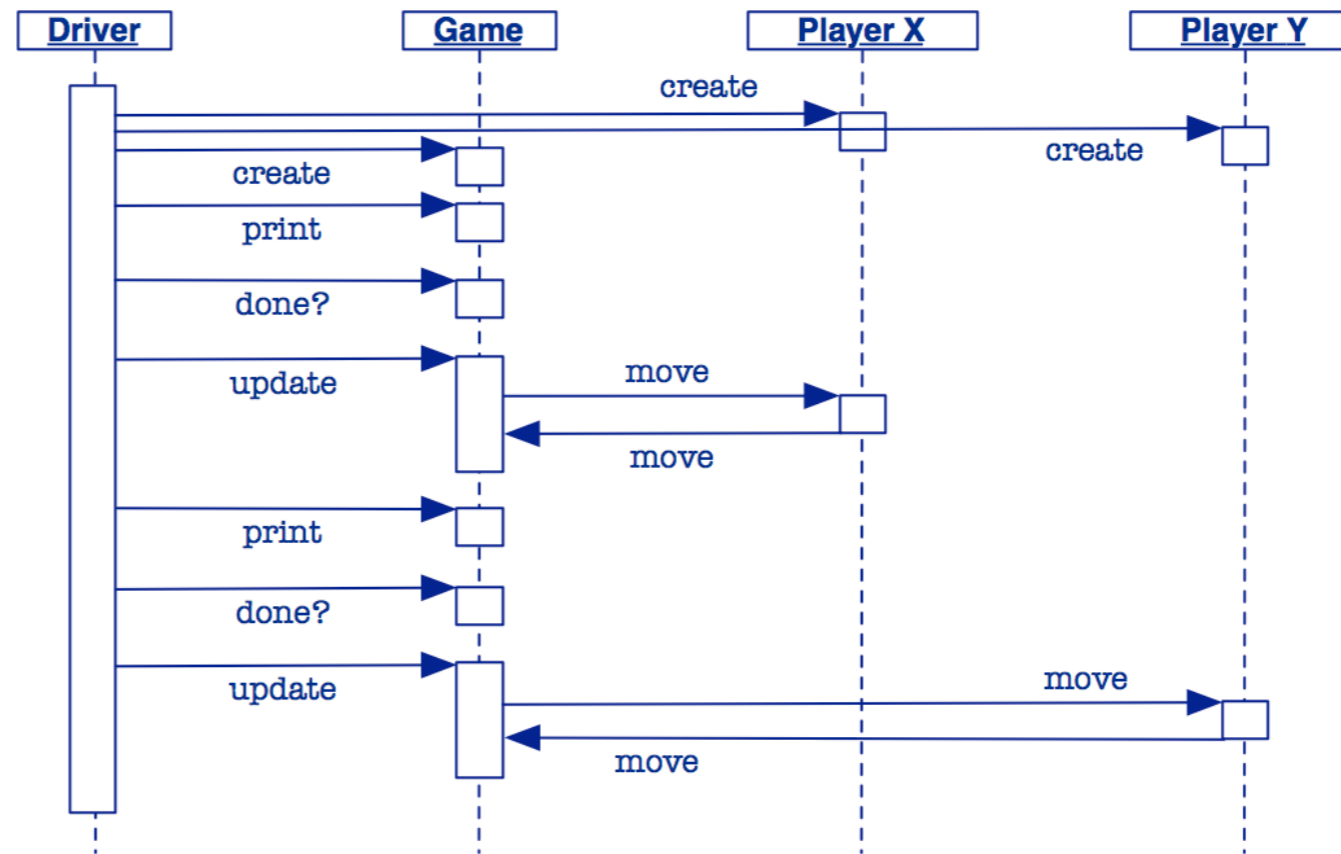 Driver
Game
Player X
Player Y
create
create
create
print
done?
update
move
move
print
done?
update
move
move